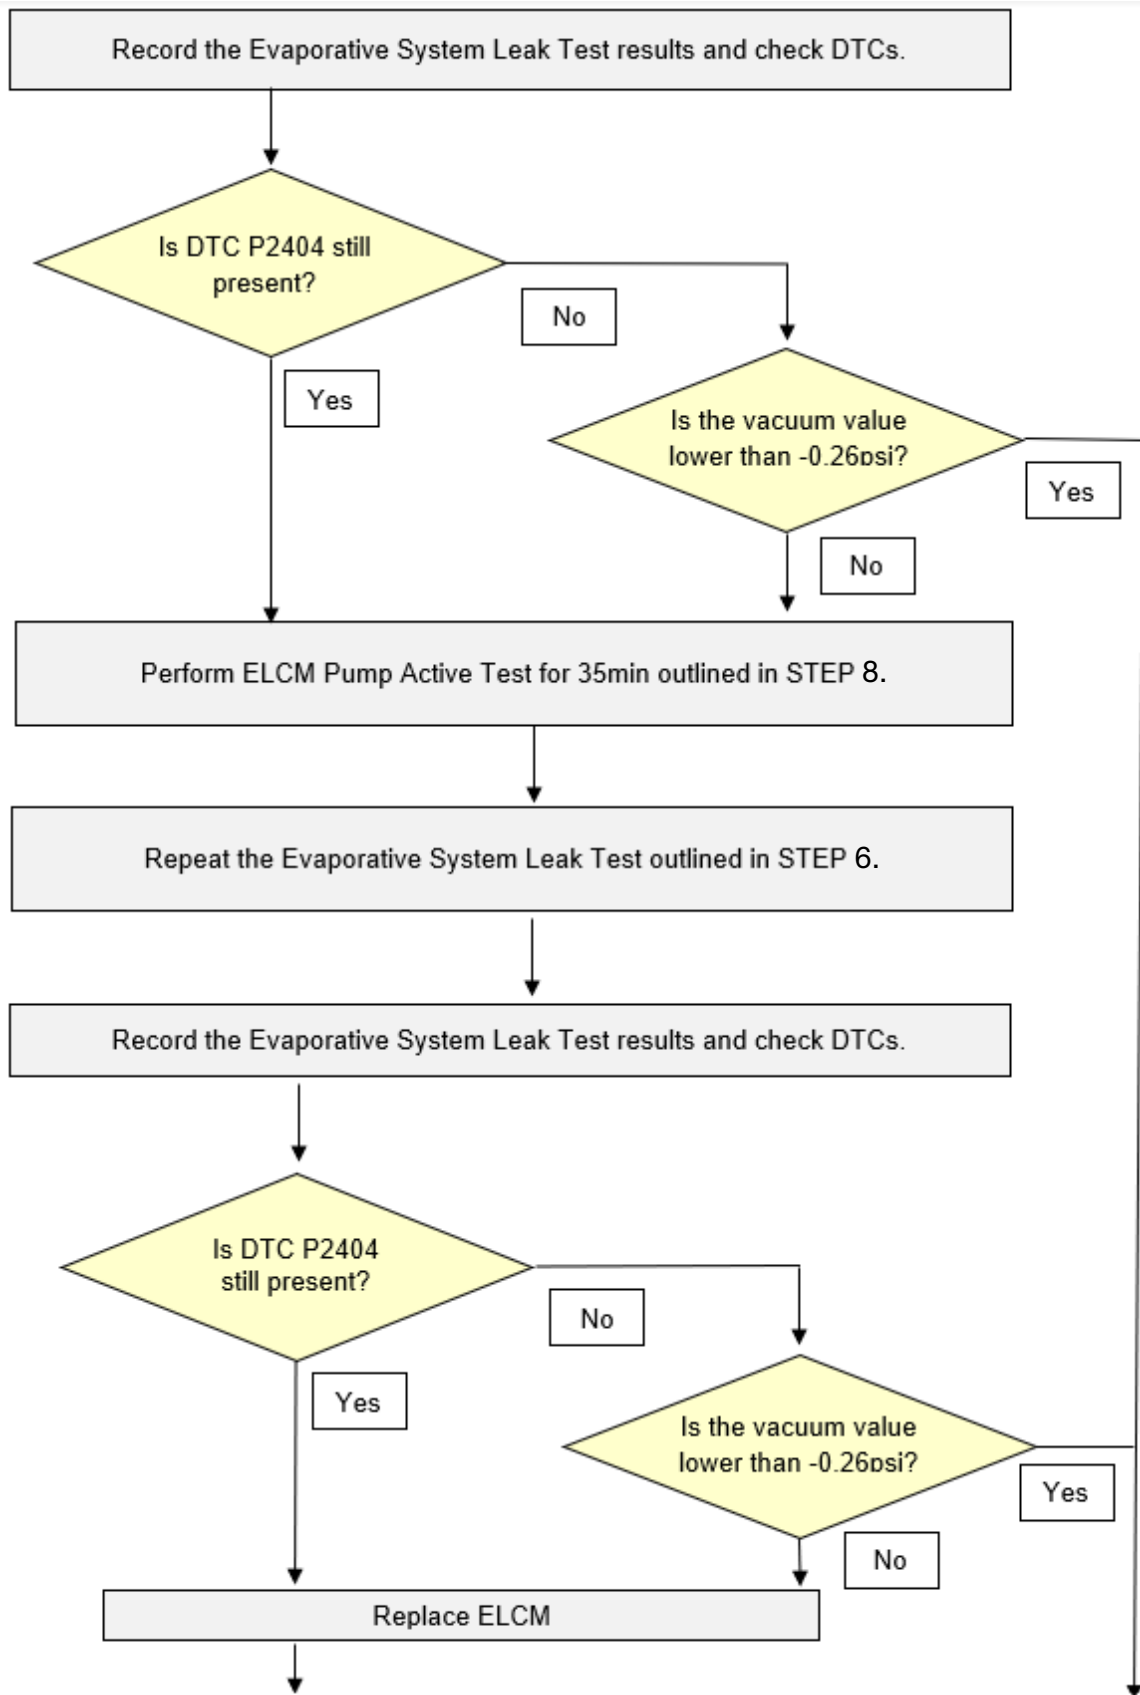 Record the Evaporative System Leak Test results and check DTCs.
Is DTC P2404 still
present?
No
Yes
Is the vacuum value
lower than -0.26psi?
Yes
No
Perform ELCM Pump Active Test for 35min outlined in STEP 8.
Repeat the Evaporative System Leak Test outlined in STEP 6.
Record the Evaporative System Leak Test results and check DTCs.
Is DTC P2404
still present?
No
Yes
Is the vacuum value
lower than -0.26psi?
Yes
No
Replace ELCM